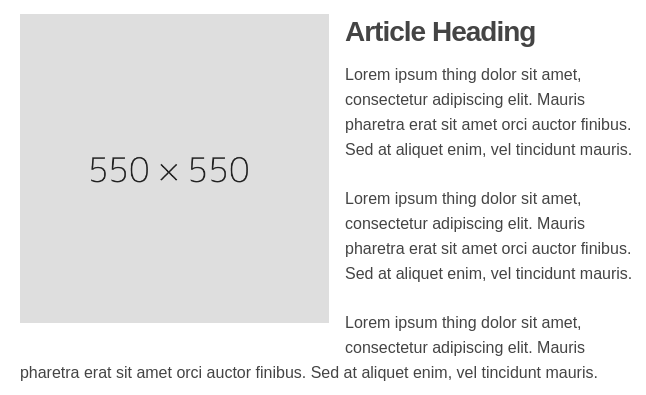 550 × 550
Article Heading
Lorem ipsum thing dolor sit amet,
consectetur adipiscing elit. Mauris
pharetra erat sit amet orci auctor finibus.
Sed at aliquet enim, vel tincidunt mauris.
Lorem ipsum thing dolor sit amet,
consectetur adipiscing elit. Mauris
pharetra erat sit amet orci auctor finibus.
Sed at aliquet enim, vel tincidunt mauris.
Lorem ipsum thing dolor sit amet,
consectetur adipiscing elit. Mauris
pharetra erat sit amet orci auctor finibus. Sed at aliquet enim, vel tincidunt mauris.